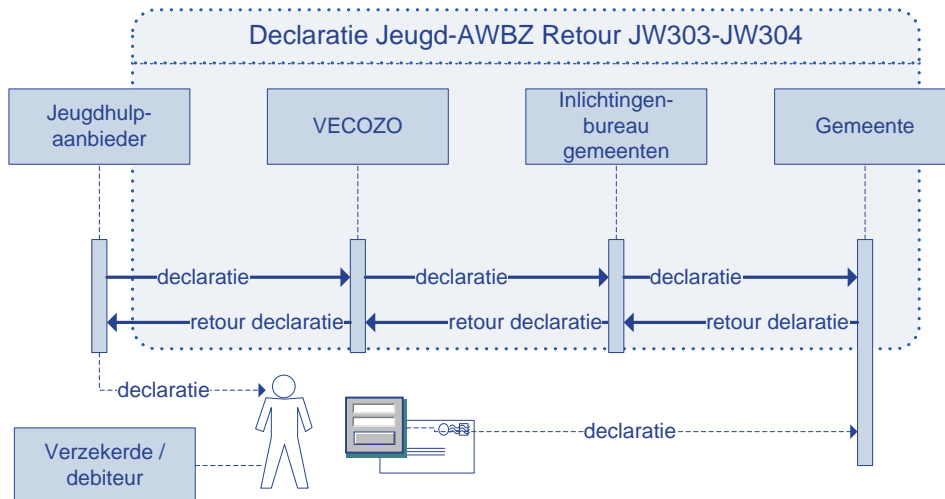 Declaratie Jeugd-AWBZ Retour JW303-JW304
Jeugdhulp-
aanbieder
VECOZO
Inlichtingen-
bureau
gemeenten
Gemeente
declaratie
declaratie
declaratie
retour declaratie
retour declaratie
retour delaratie
declaratie
declaratie
Verzekerde /
debiteur